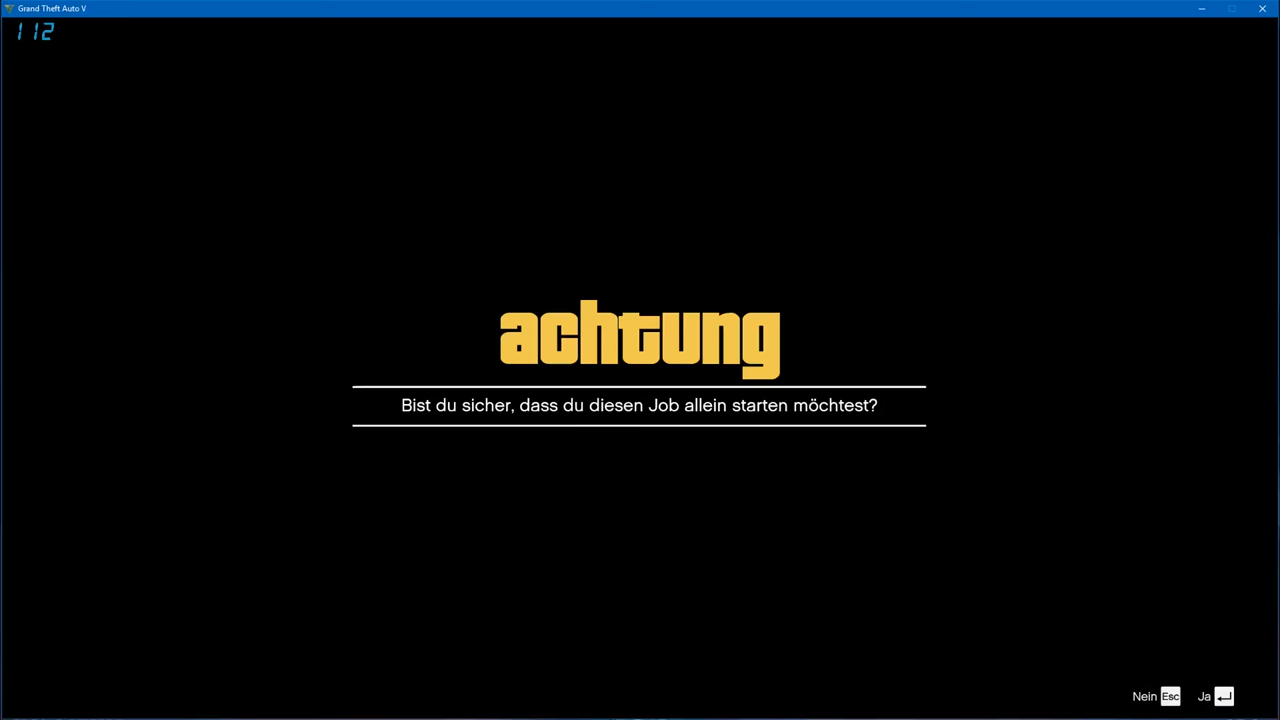 Grand Theft Auto V
112
achtung
Bist du sicher, dass du diesen Job allein starten möchtest?
Nein Esc Ja